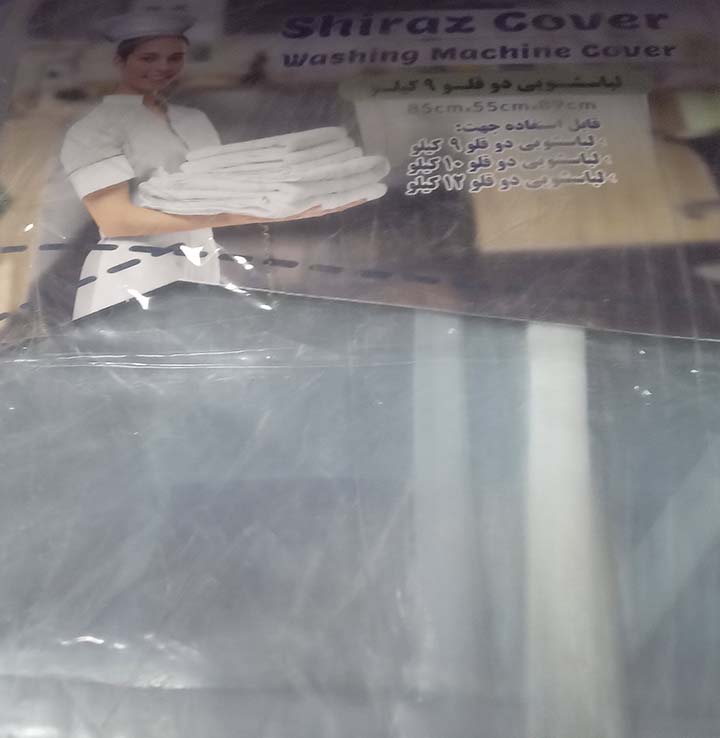 Shiraz Cover
Washing Machine Cover
لباسشویی دو قلو ۹ کیلو
85cm.55cm.89cm
قابل استفاده جهت:
لباسشویی دو قلو ۹ کیلو
لباسشویی دو قلو ۱۰ کیلو
لباسشویی دو قلو ۱۲ کیلو